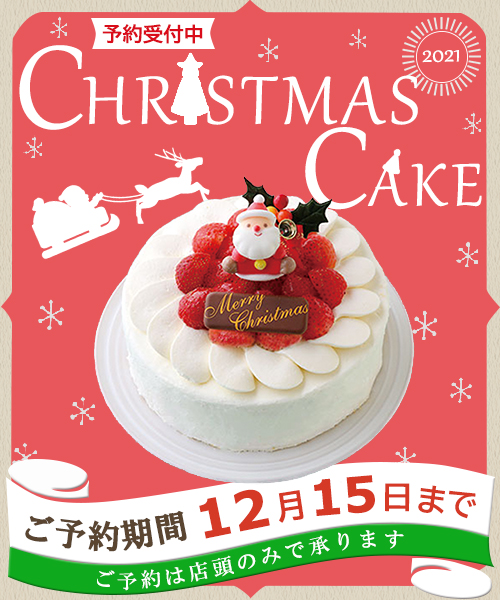 予約受付中
2021
CHRISTMAS
CAKE
Merry
Christmas
ご予約期間 12月15日まで
ご予約は店頭のみで承ります